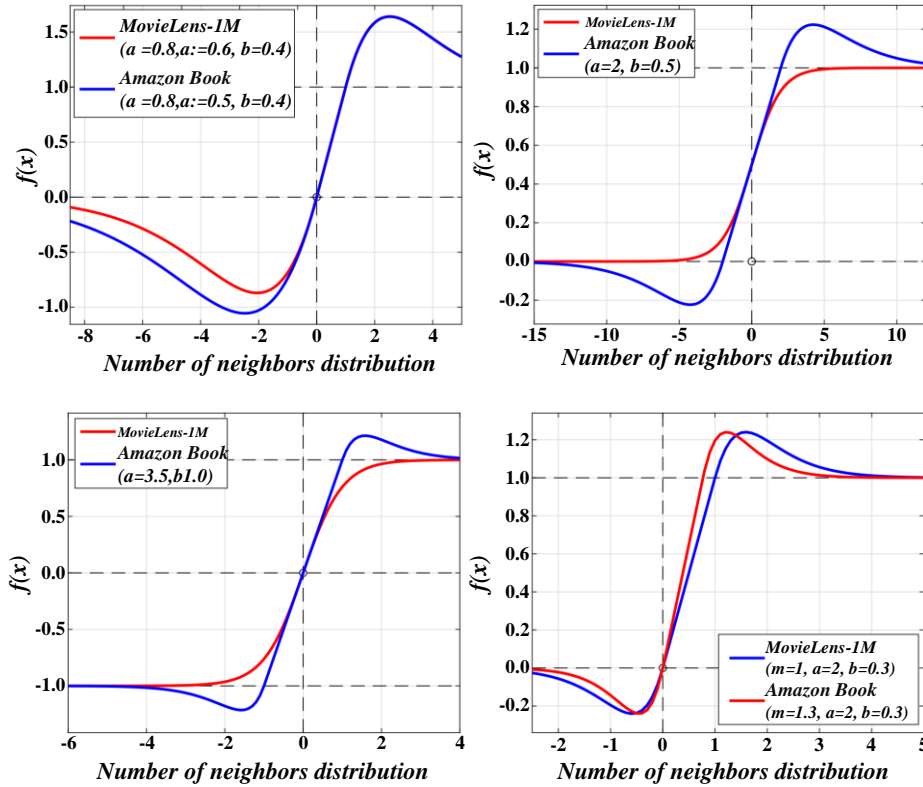 MovieLens-1M
(a =0.8,a:=0.6, b=0.4)
Amazon Book
(a =0.8,a:=0.5, b=0.4)
1.5
1.0
0.5
0.0
-0.5
-1.0
f(x)
-8 -6 -4 -2 0 2 4
Number of neighbors distribution
MovieLens-1M
Amazon Book
(a=2, b=0.5)
1.2
1.0
0.8
0.6
0.4
0.2
0.0
-0.2
f(x)
-15 -10 -5 0 5 10
Number of neighbors distribution
MovieLens-1M
Amazon Book
(a=3.5,b1.0)
1.0
0.0
-1.0
-1.0
f(x)
-6 -4 -2 0 2 4
Number of neighbors distribution
1.2
1.0
0.8
0.6
0.4
0.2
0.0
-0.2
f(x)
MovieLens-1M
(m=1, a=2, b=0.3)
Amazon Book
(m=1.3, a=2, b=0.3)
-2 -1 0 1 2 3 4 5
Number of neighbors distribution